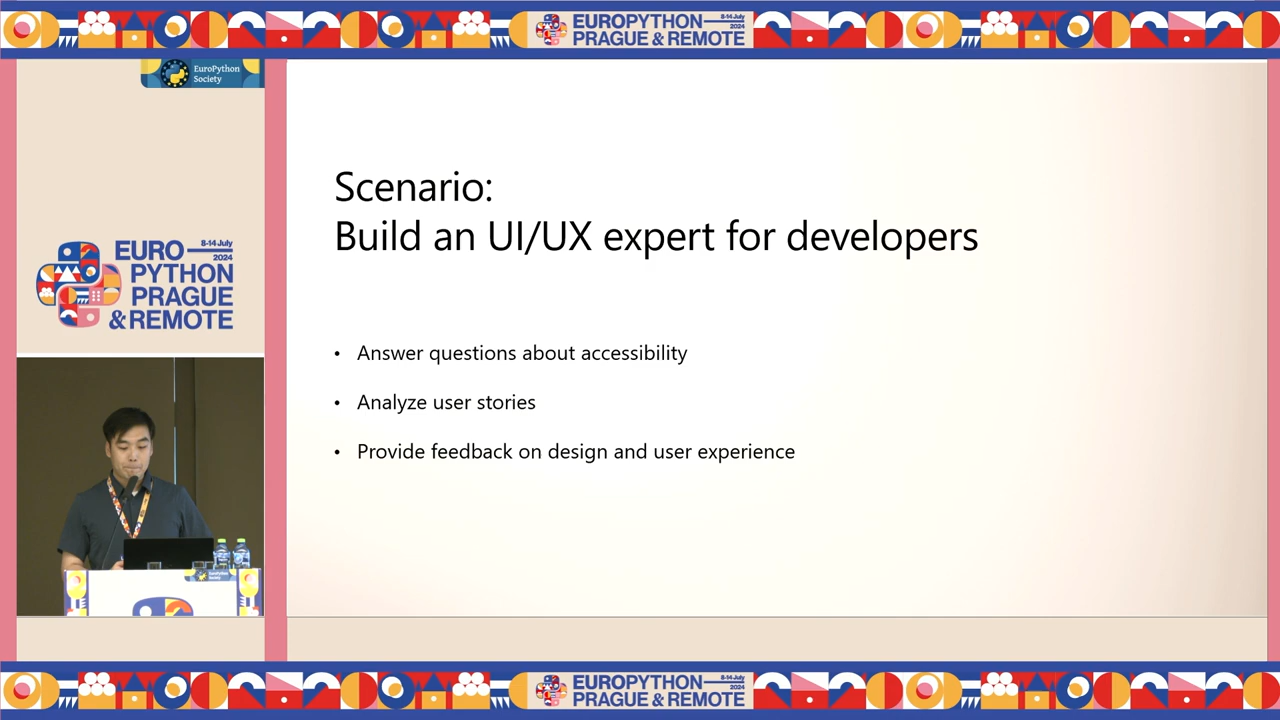 EUROPYTHON
8-14 July
2024
PRAGUE & REMOTE
EuroPython
Society
Scenario:
Build an UI/UX expert for developers
EURO
8-14 July
2024
PYTHON
PRAGUE
& REMOTE
• Answer questions about accessibility
• Analyze user stories
• Provide feedback on design and user experience
EuroPython
Society
EUROPYTHON
8-14 July
2024
PRAGUE & REMOTE